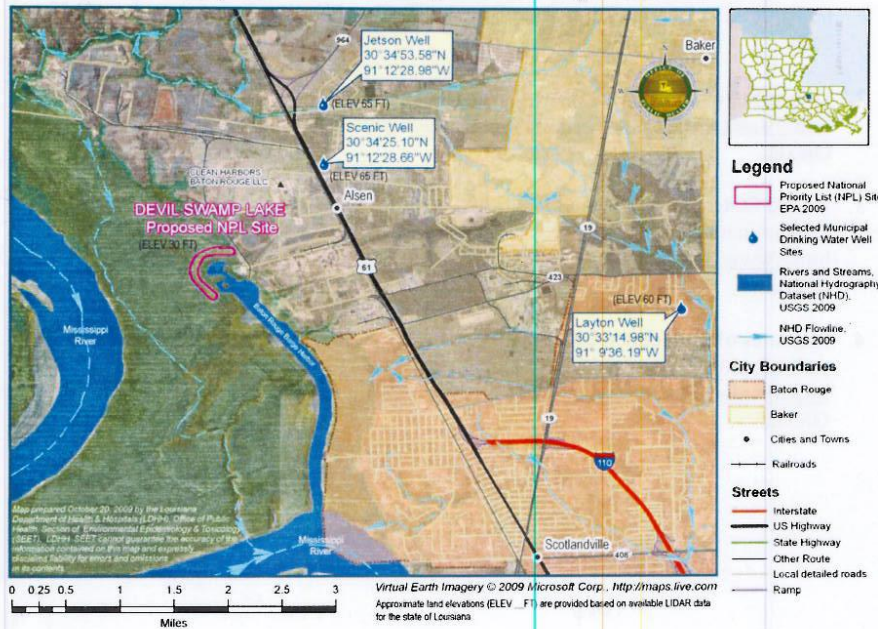 964
Jetson Well
30°34'53.58"N
91°12'28.98"W
(ELEV 65 FT)
Baker
Scenic Well
30°34'25.10"N
91°12'28.66"W
(ELEV 65 FT)
CLEAN HARBORS
BATON ROUGE LLC
Alsen
DEVIL SWAMP LAKE
Proposed NPL Site
(ELEV 30 FT)
19
61
423
(ELEV 60 FT)
Layton Well
30°33'14.98"N
91° 9'36.19"W
Mississippi
River
Baton Rouge Barge Harbor
19
110
Mississippi
River
Scotlandville
408
Map prepared October 20, 2009 by the Louisiana
Department of Health & Hospitals (LDHH), Office of Public
Health, Section of Environmental Epidemiology & Toxicology
(SEET). LDHH SEET cannot guarantee the accuracy of the
information contained on this map and expressly
disclaims liability for errors and omissions
in its contents.
Legend
Proposed National
Priority List (NPL) Site
EPA 2009
Selected Municipal
Drinking Water Well
Sites
Rivers and Streams,
National Hydrography
Dataset (NHD),
USGS 2009
NHD Flowline,
USGS 2009
City Boundaries
Baton Rouge
Baker
Cities and Towns
Railroads
Streets
Interstate
US Highway
State Highway
Other Route
Local detailed roads
Ramp
0 0.25 0.5 1 1.5 2 2.5 3
Miles
Virtual Earth Imagery © 2009 Microsoft Corp., http://maps.live.com
Approximate land elevations (ELEV __FT) are provided based on available LIDAR data
for the state of Louisiana